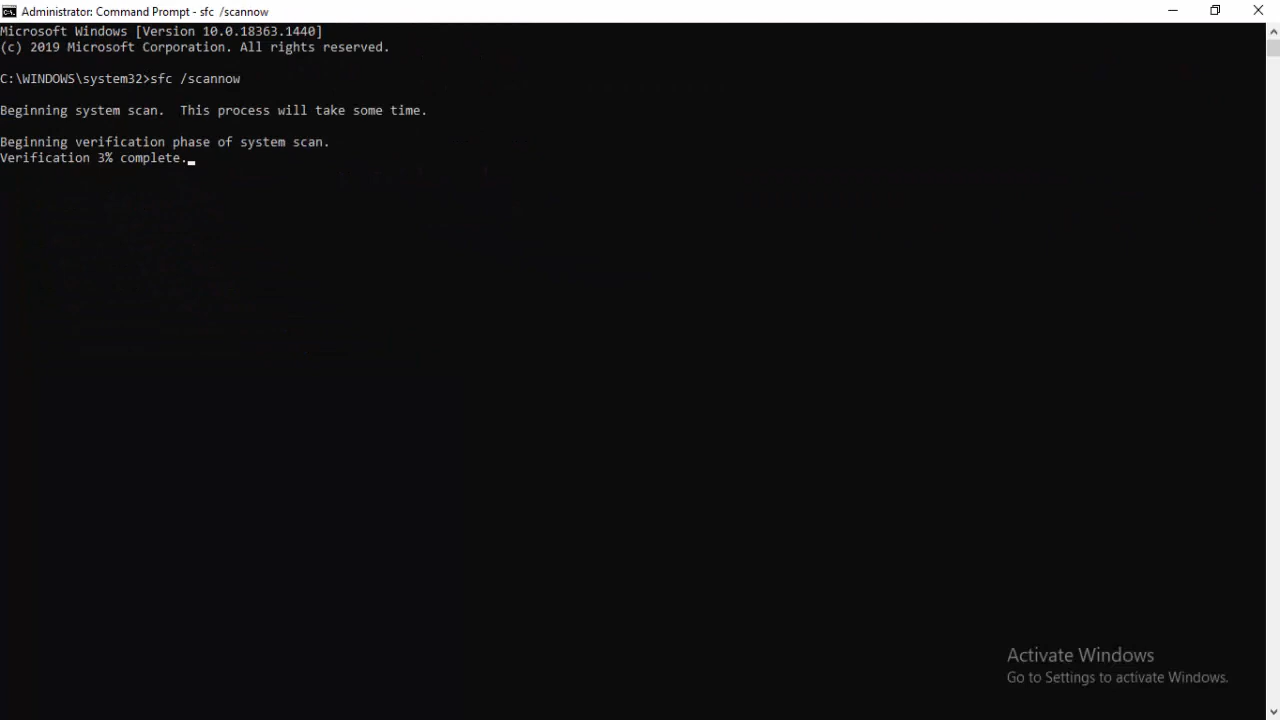 Administrator: Command Prompt - sfc  /scannow
Microsoft Windows [Version 10.0.18363.1440]
(c) 2019 Microsoft Corporation. All rights reserved.
C:\WINDOWS\system32>sfc /scannow
Beginning system scan.  This process will take some time.
Beginning verification phase of system scan.
Verification 3% complete.
Activate Windows
Go to Settings to activate Windows.